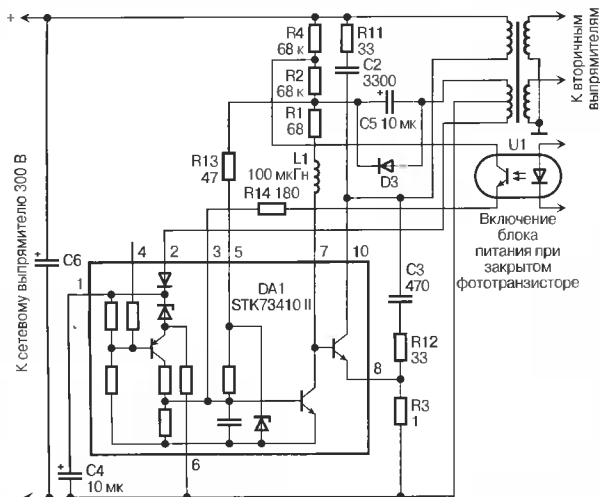 +
R4
68 к
R11
33
C2
3300
R2
68 к
R1
68
+
C5 10 мк
D3
R13
47
L1
100 мкГн
R14 180
U1
К вторичным
выпрямителям
Включение
блока
питания при
закрытом
фототранзисторе
К сетевому выпрямителю 300 В
+
C6
4
2
3
5
7
10
1
DA1
STK73410 II
C3
470
R12
33
8
R3
1
6
+
C4
10 мк